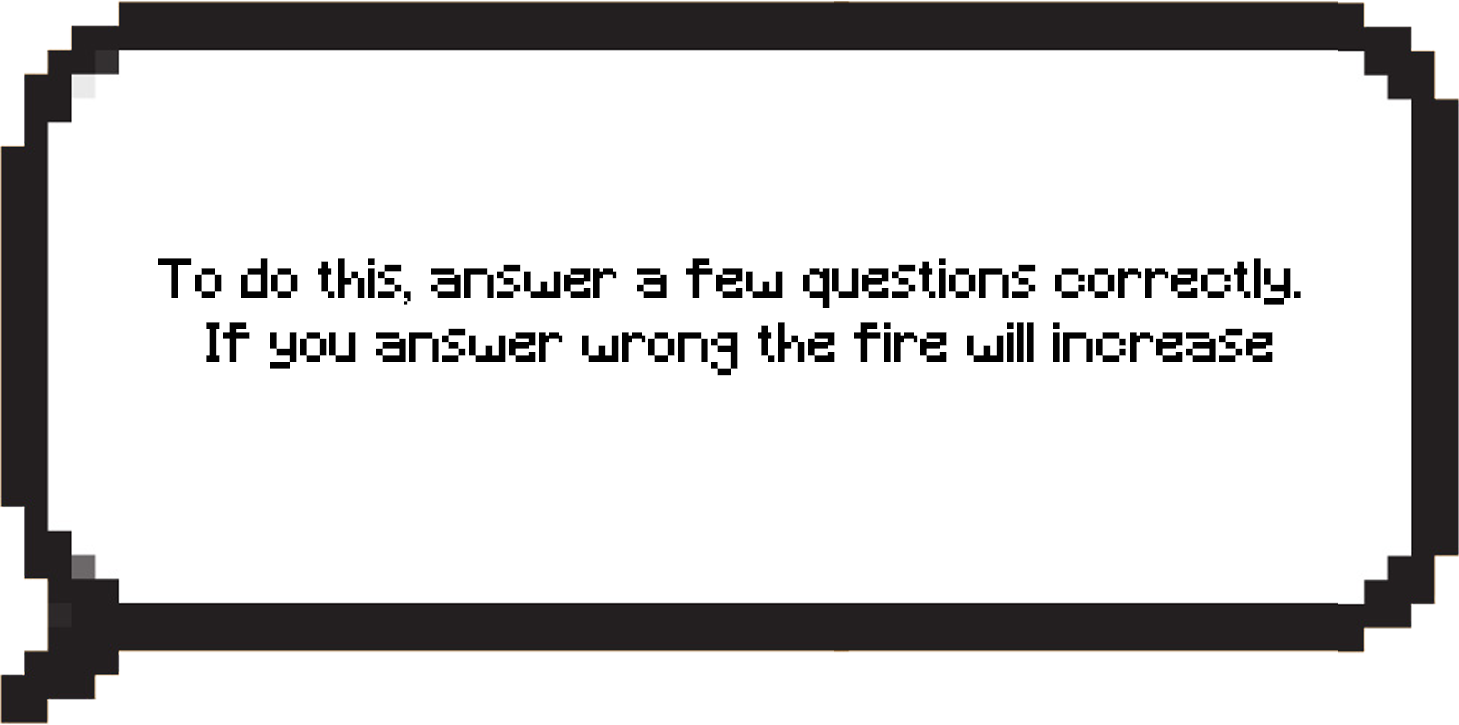 To do this, answer a few questions correctly.
If you answer wrong the fire will increase